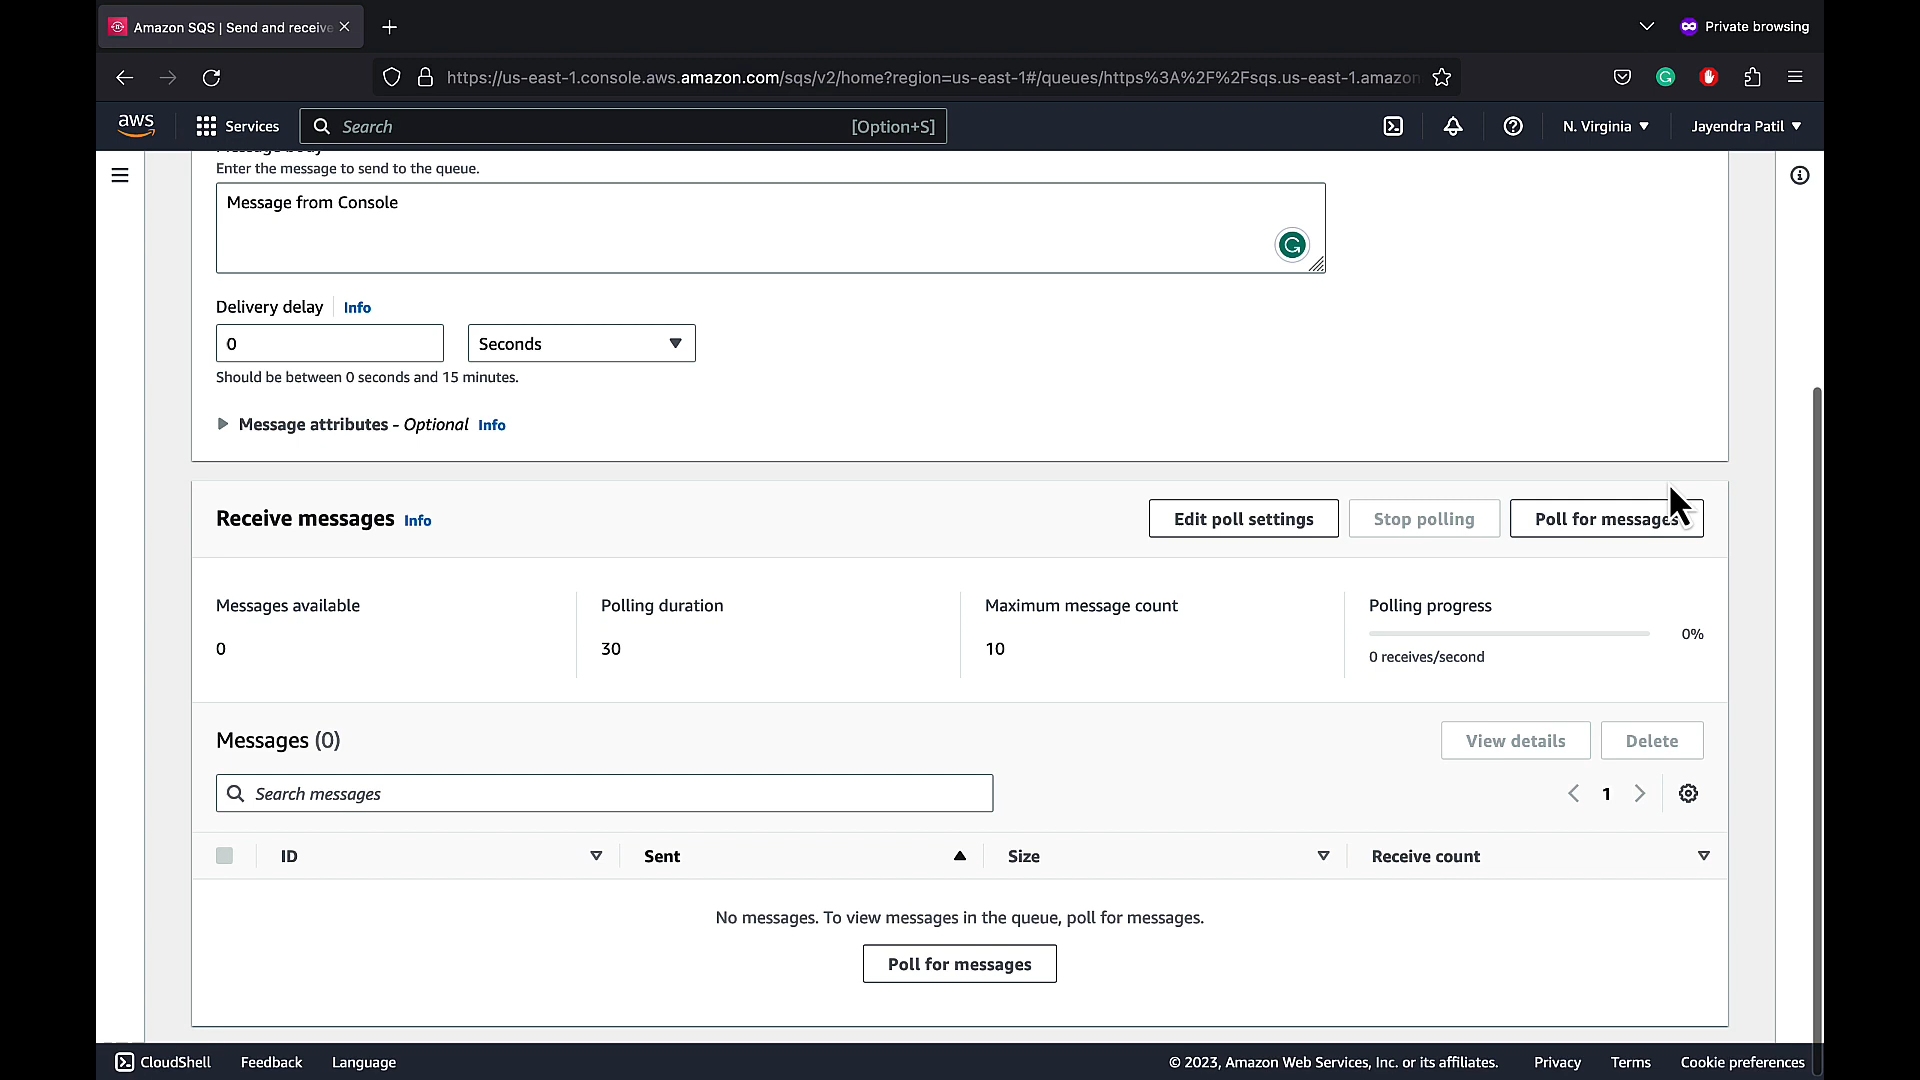 Amazon SQS | Send and receive
Private browsing
https://us-east-1.console.aws.amazon.com/sqs/v2/home?region=us-east-1#/queues/https%3A%2F%2Fsqs.us-east-1.amazon
aws
Services
Search
[Option+S]
N. Virginia
Jayendra Patil
Message body
Enter the message to send to the queue.
Message from Console
Delivery delay
Info
0
Seconds
Should be between 0 seconds and 15 minutes.
Message attributes - Optional Info
Receive messages Info
Edit poll settings
Stop polling
Poll for messages
Messages available
Polling duration
Maximum message count
Polling progress
0
30
10
0%
0 receives/second
Messages (0)
View details
Delete
Search messages
1
ID
Sent
Size
Receive count
No messages. To view messages in the queue, poll for messages.
Poll for messages
CloudShell
Feedback
Language
© 2023, Amazon Web Services, Inc. or its affiliates.
Privacy
Terms
Cookie preferences